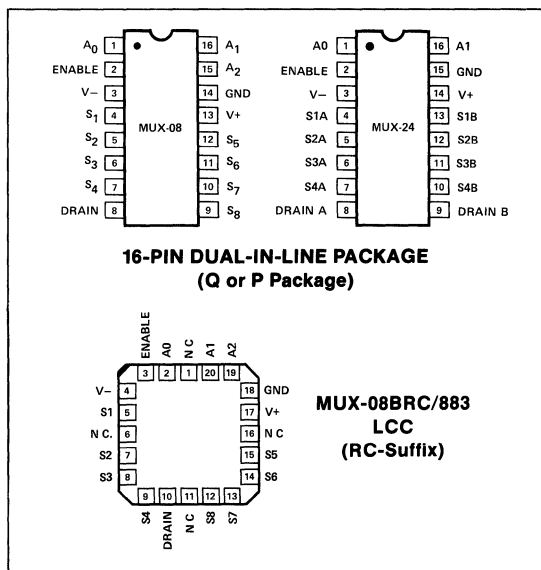 A0 1 16 A1
ENABLE 2 15 A2
V– 3 14 GND
S1 4 13 V+
S2 5 12 S5
S3 6 11 S6
S4 7 10 S7
DRAIN 8 9 S8
MUX-08
A0 1 16 A1
ENABLE 2 15 GND
V– 3 14 V+
S1A 4 13 S1B
S2A 5 12 S2B
S3A 6 11 S3B
S4A 7 10 S4B
DRAIN A 8 9 DRAIN B
MUX-24
16-PIN DUAL-IN-LINE PACKAGE
(Q or P Package)
ENABLE A0 NC A1 A2
3 2 1 20 19
V– 4 18 GND
S1 5 17 V+
NC. 6 16 NC
S2 7 15 S5
S3 8 14 S6
9 10 11 12 13
S4 DRAIN NC S8 S7
MUX-08BRC/883
LCC
(RC-Suffix)